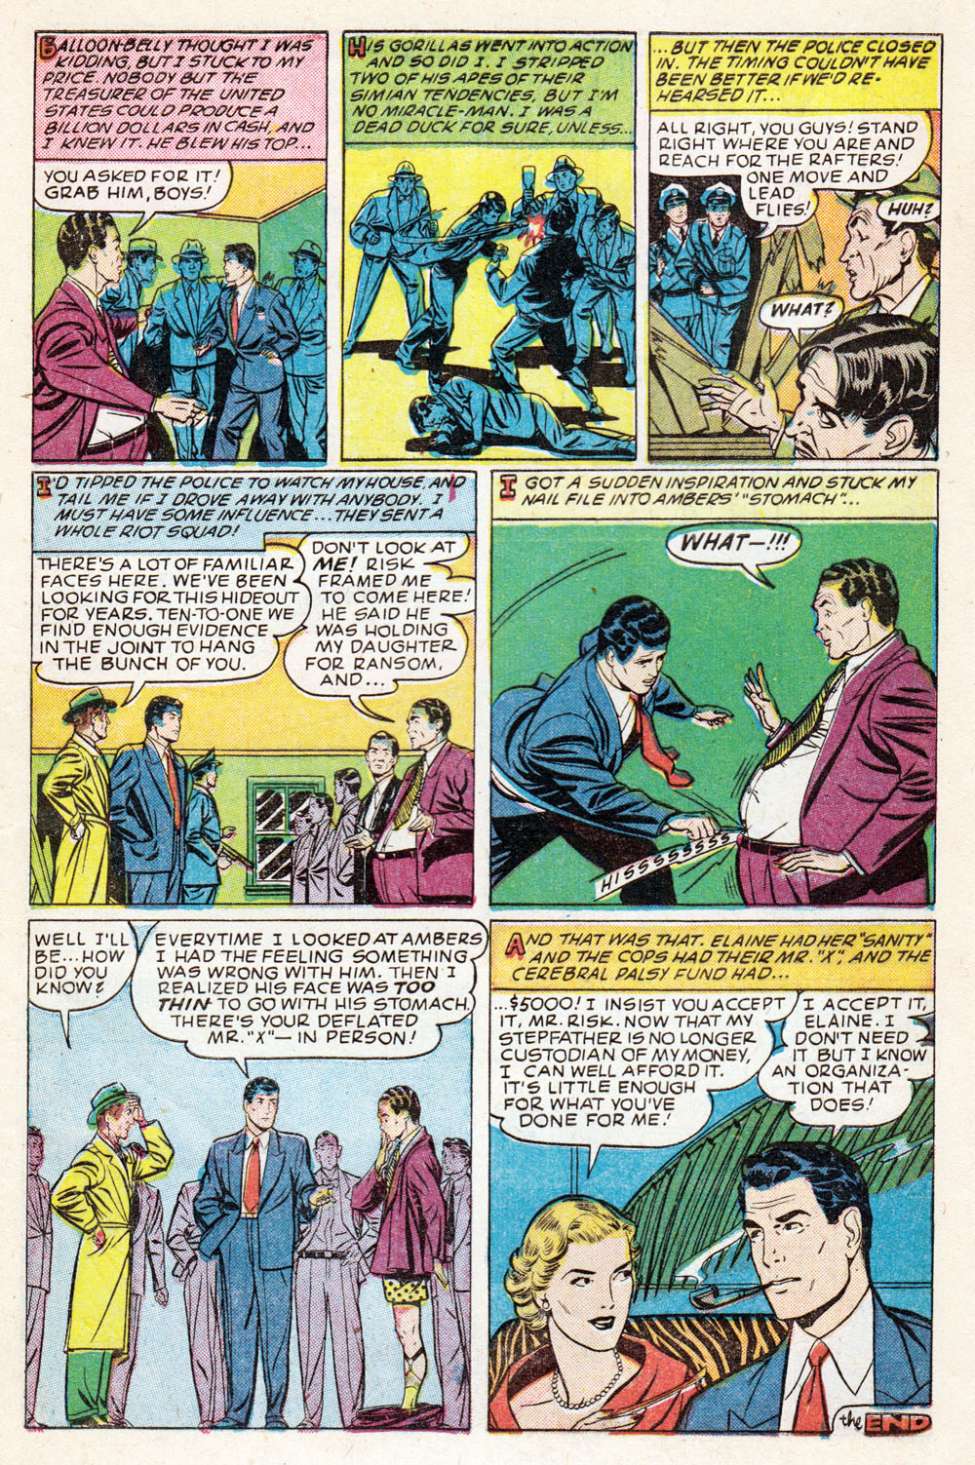 BALLOON-BELLY THOUGHT I WAS
KIDDING, BUT I STUCK TO MY
PRICE. NOBODY BUT THE
TREASURER OF THE UNITED
STATES COULD PRODUCE A
BILLION DOLLARS IN CASH, AND
I KNEW IT. HE BLEW HIS TOP...
YOU ASKED FOR IT!
GRAB HIM, BOYS!
HIS GORILLAS WENT INTO ACTION
AND SO DID I. I STRIPPED
TWO OF HIS APES OF THEIR
SIMIAN TENDENCIES, BUT I'M
NO MIRACLE-MAN. I WAS A
DEAD DUCK FOR SURE, UNLESS...
...BUT THEN THE POLICE CLOSED
IN. THE TIMING COULDN'T HAVE
BEEN BETTER IF WE'D RE-
HEARSED IT...
ALL RIGHT, YOU GUYS! STAND
RIGHT WHERE YOU ARE AND
REACH FOR THE RAFTERS!
ONE MOVE AND
LEAD
FLIES!
HUH?
WHAT?
I'D TIPPED THE POLICE TO WATCH MY HOUSE, AND
TAIL ME IF I DROVE AWAY WITH ANYBODY. I
MUST HAVE SOME INFLUENCE... THEY SENT A
WHOLE RIOT SQUAD!
THERE'S A LOT OF FAMILIAR
FACES HERE. WE'VE BEEN
LOOKING FOR THIS HIDEOUT
FOR YEARS. TEN-TO-ONE WE
FIND ENOUGH EVIDENCE
IN THE JOINT TO HANG
THE BUNCH OF YOU.
DON'T LOOK AT
ME! RISK
FRAMED ME
TO COME HERE!
HE SAID HE
WAS HOLDING
MY DAUGHTER
FOR RANSOM,
AND...
I GOT A SUDDEN INSPIRATION AND STUCK MY
NAIL FILE INTO AMBERS' "STOMACH"...
WHAT—!!!
HISSSSSSSSS
WELL I'LL
BE...HOW
DID YOU
KNOW?
EVERYTIME I LOOKED AT AMBERS
I HAD THE FEELING SOMETHING
WAS WRONG WITH HIM. THEN I
REALIZED HIS FACE WAS TOO
THIN TO GO WITH HIS STOMACH.
THERE'S YOUR DEFLATED
MR. "X"— IN PERSON!
AND THAT WAS THAT. ELAINE HAD HER "SANITY"
AND THE COPS HAD THEIR MR. "X", AND THE
CEREBRAL PALSY FUND HAD...
...$5000! I INSIST YOU ACCEPT
IT, MR. RISK. NOW THAT MY
STEPFATHER IS NO LONGER
CUSTODIAN OF MY MONEY,
I CAN WELL AFFORD IT.
IT'S LITTLE ENOUGH
FOR WHAT YOU'VE
DONE FOR ME!
I ACCEPT IT,
ELAINE. I
DON'T NEED
IT BUT I KNOW
AN ORGANIZA-
TION THAT
DOES!
the END